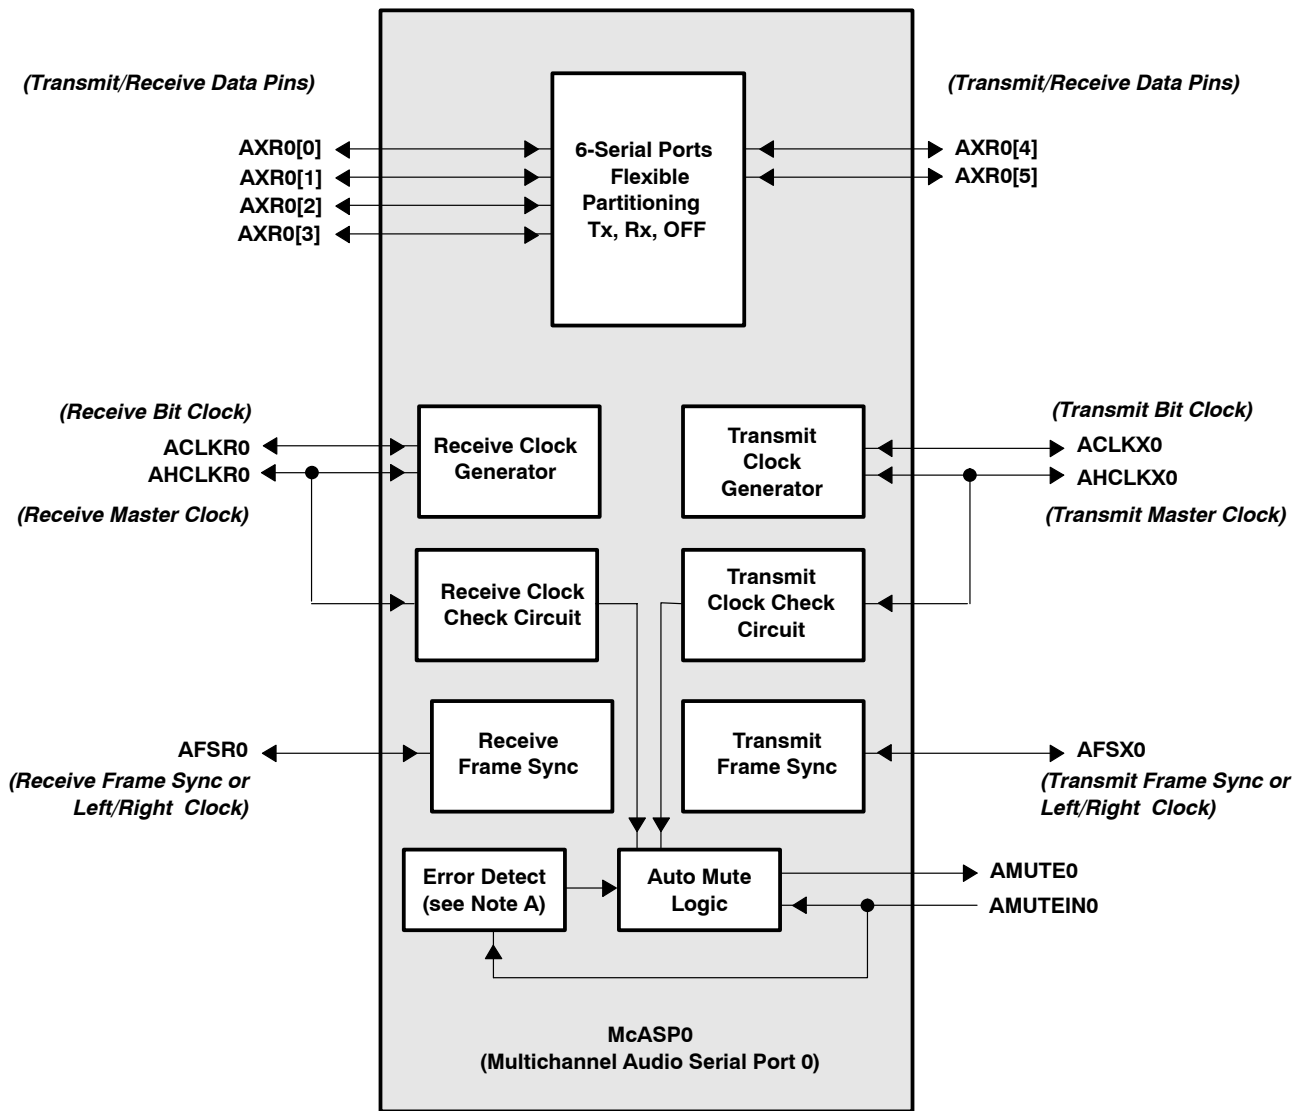 (Transmit/Receive Data Pins)
AXR0[0]
AXR0[1]
AXR0[2]
AXR0[3]
6-Serial Ports
Flexible
Partitioning
Tx, Rx, OFF
(Transmit/Receive Data Pins)
AXR0[4]
AXR0[5]
(Receive Bit Clock)
ACLKR0
AHCLKR0
(Receive Master Clock)
Receive Clock
Generator
Transmit
Clock
Generator
(Transmit Bit Clock)
ACLKX0
AHCLKX0
(Transmit Master Clock)
Receive Clock
Check Circuit
Transmit
Clock Check
Circuit
AFSR0
(Receive Frame Sync or
Left/Right Clock)
Receive
Frame Sync
Transmit
Frame Sync
AFSX0
(Transmit Frame Sync or
Left/Right Clock)
Error Detect
(see Note A)
Auto Mute
Logic
AMUTE0
AMUTEIN0
McASP0
(Multichannel Audio Serial Port 0)